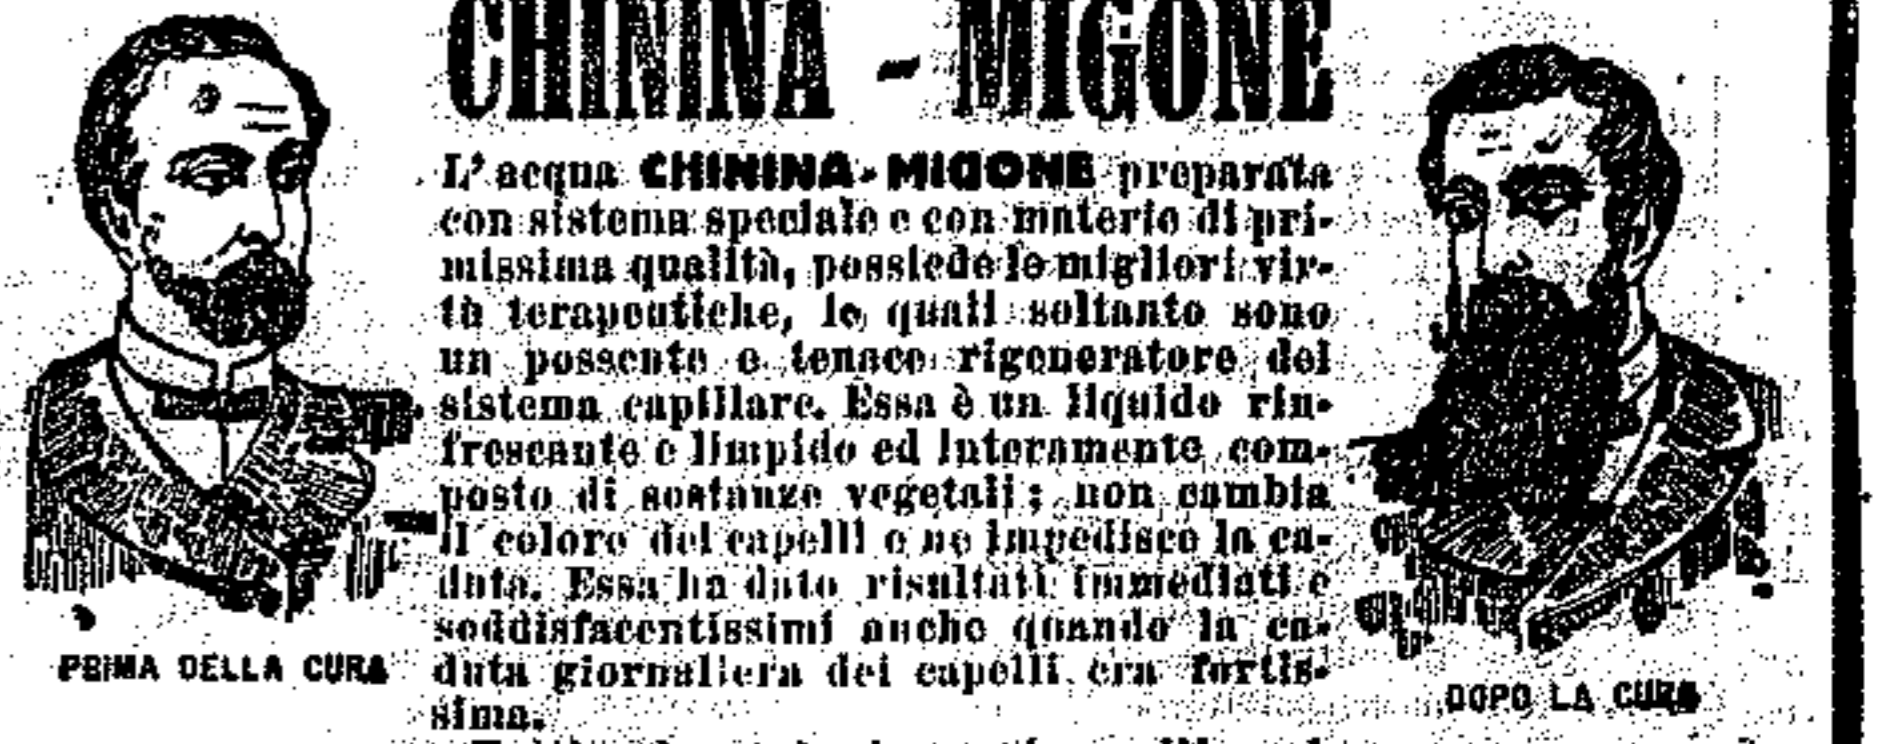 CHININA - MIGONE
L'acqua CHININA-MIGONE preparata
con sistema speciale e con materie di pri-
missima qualità, possiede le migliori vir-
tù terapeutiche, le quali soltanto sono
un possente e tenace rigeneratore del
sistema capillare. Essa è un liquido rin-
frescante e limpido ed interamente com-
posto di sostanze vegetali; non cambia
il colore dei capelli e ne impedisce la ca-
duta. Essa ha dato risultati immediati e
soddisfacentissimi anche quando la ca-
duta giornaliera dei capelli era fortis-
sima.
PRIMA DELLA CURA
DOPO LA CURA